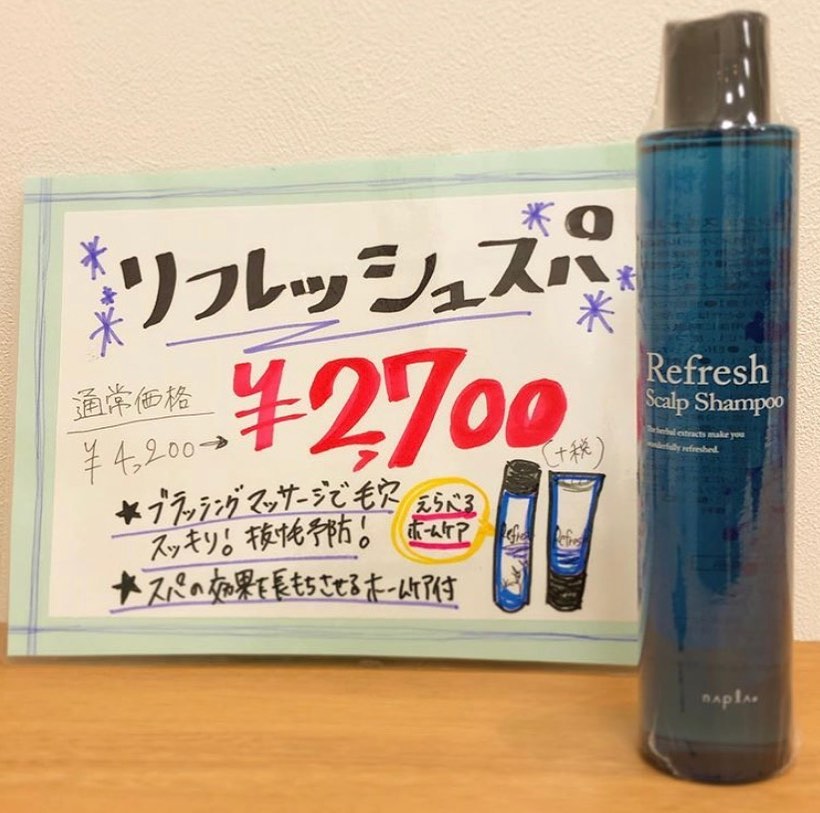 リフレッシュスパ
通常価格
¥4,200→
¥2,700
(+税)
★ブラッシングマッサージで毛穴
スッキリ!抜け毛予防!
★スパの効果を長もちさせるホームケア付
えらべる
ホームケア
Refresh
Refresh
Refresh
Scalp Shampoo
The herbal extracts make you
wonderfully refreshed.
napla